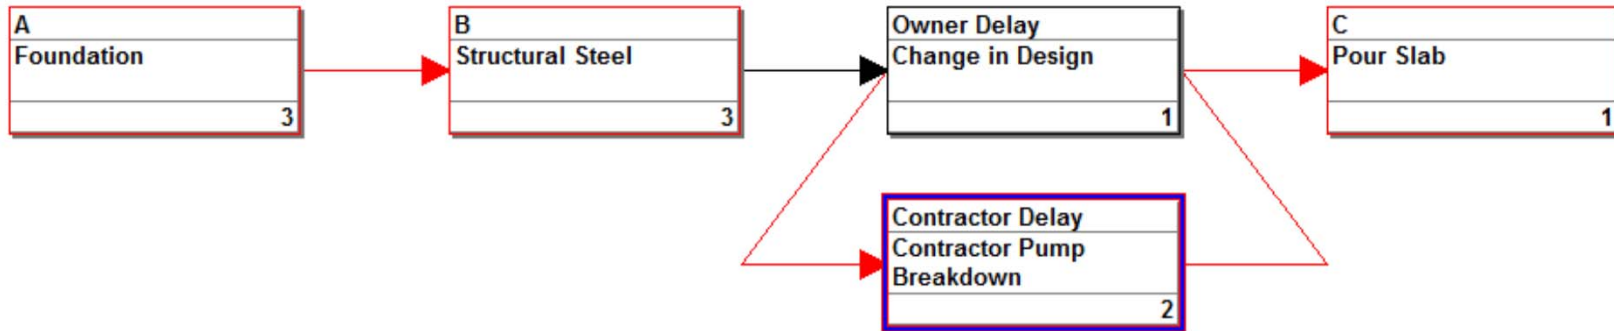 A
Foundation
3
B
Structural Steel
3
Owner Delay
Change in Design
1
C
Pour Slab
1
Contractor Delay
Contractor Pump
Breakdown
2